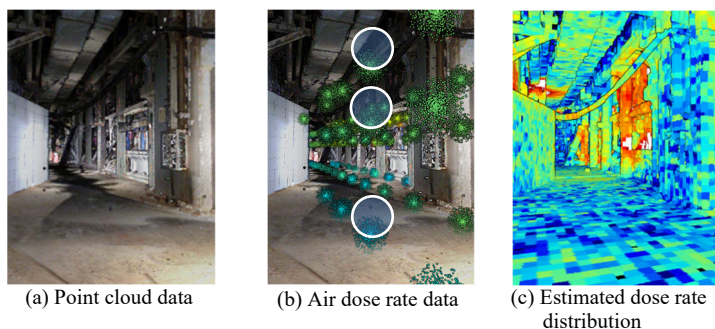 (a) Point cloud data
(b) Air dose rate data
(c) Estimated dose rate
distribution